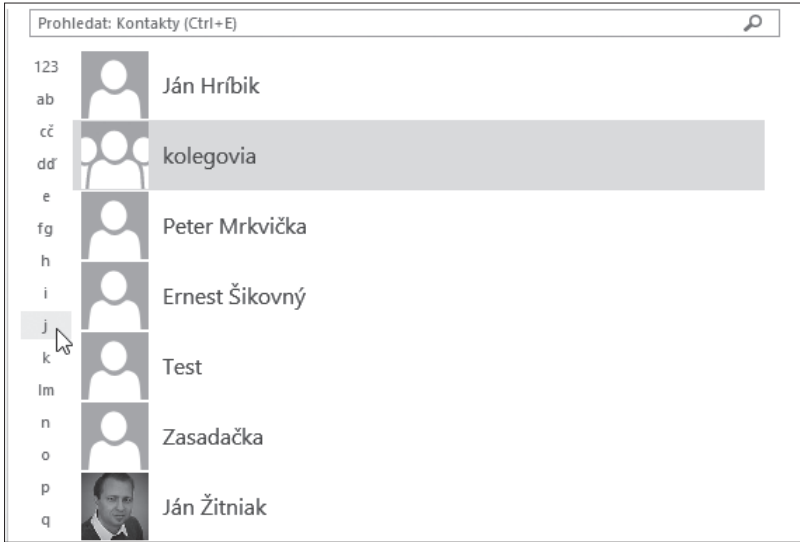 Prohledat: Kontakty (Ctrl+E)
123
ab
cč
dď
e
fg
h
i
j
k
lm
n
o
p
q
Ján Hríbik
kolegovia
Peter Mrkvička
Ernest Šikovný
Test
Zasadačka
Ján Žitniak